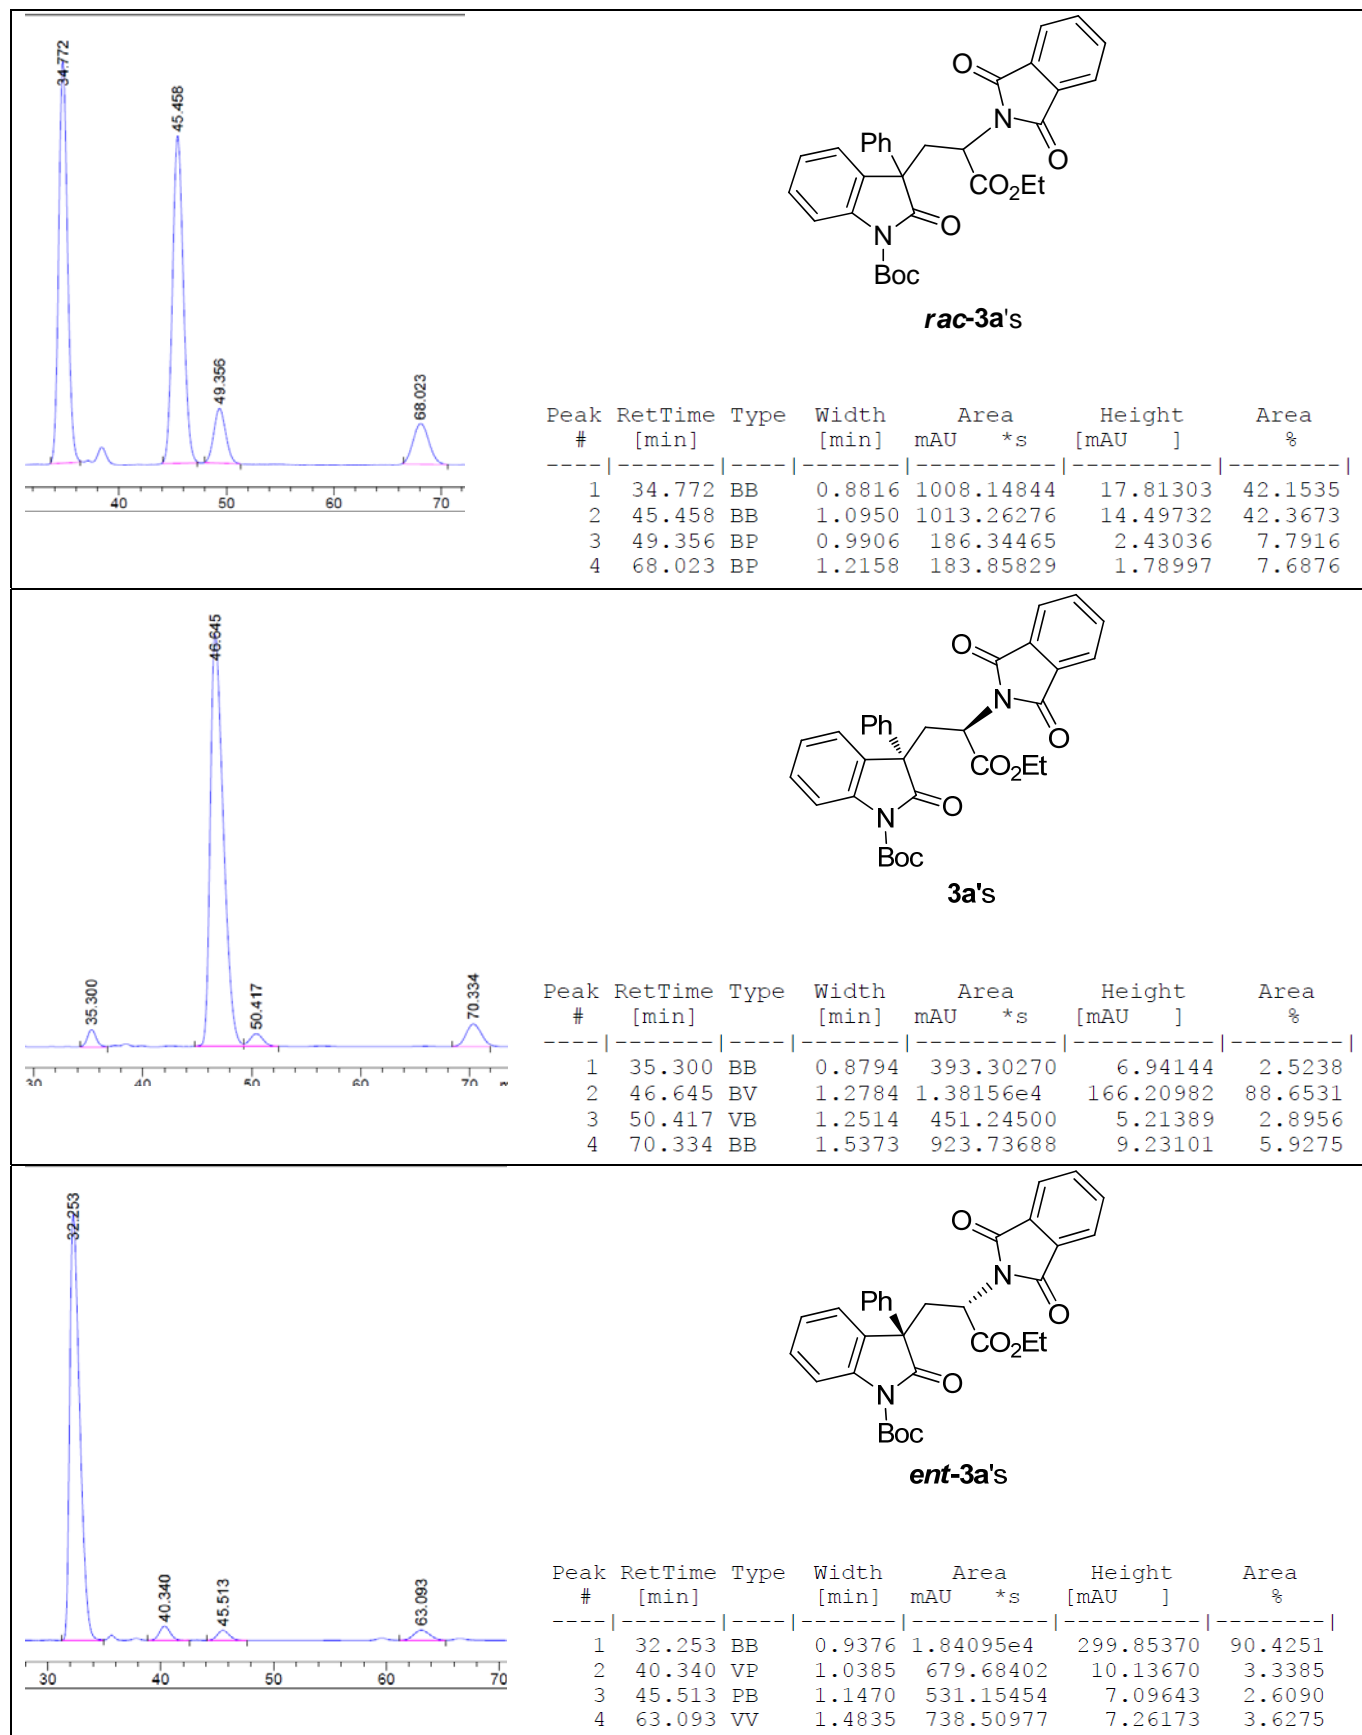 34.772
45.458
49.356
68.023
40 50 60 70
O
N
O
Ph
CO2Et
O
N
Boc
rac-3a's
Peak RetTime Type Width Area Height Area
# [min] [min] mAU *s [mAU ] %
----|-------|----|-------|----------|----------|--------|
1 34.772 BB 0.8816 1008.14844 17.81303 42.1535
2 45.458 BB 1.0950 1013.26276 14.49732 42.3673
3 49.356 BP 0.9906 186.34465 2.43036 7.7916
4 68.023 BP 1.2158 183.85829 1.78997 7.6876
46.645
35.300
50.417
70.334
30 40 50 60 70
O
N
O
Ph
CO2Et
O
N
Boc
3a's
Peak RetTime Type Width Area Height Area
# [min] [min] mAU *s [mAU ] %
----|-------|----|-------|----------|----------|--------|
1 35.300 BB 0.8794 393.30270 6.94144 2.5238
2 46.645 BV 1.2784 1.38156e4 166.20982 88.6531
3 50.417 VB 1.2514 451.24500 5.21389 2.8956
4 70.334 BB 1.5373 923.73688 9.23101 5.9275
32.253
40.340
45.513
63.093
30 40 50 60 70
O
N
O
Ph
CO2Et
O
N
Boc
ent-3a's
Peak RetTime Type Width Area Height Area
# [min] [min] mAU *s [mAU ] %
----|-------|----|-------|----------|----------|--------|
1 32.253 BB 0.9376 1.84095e4 299.85370 90.4251
2 40.340 VP 1.0385 679.68402 10.13670 3.3385
3 45.513 PB 1.1470 531.15454 7.09643 2.6090
4 63.093 VV 1.4835 738.50977 7.26173 3.6275